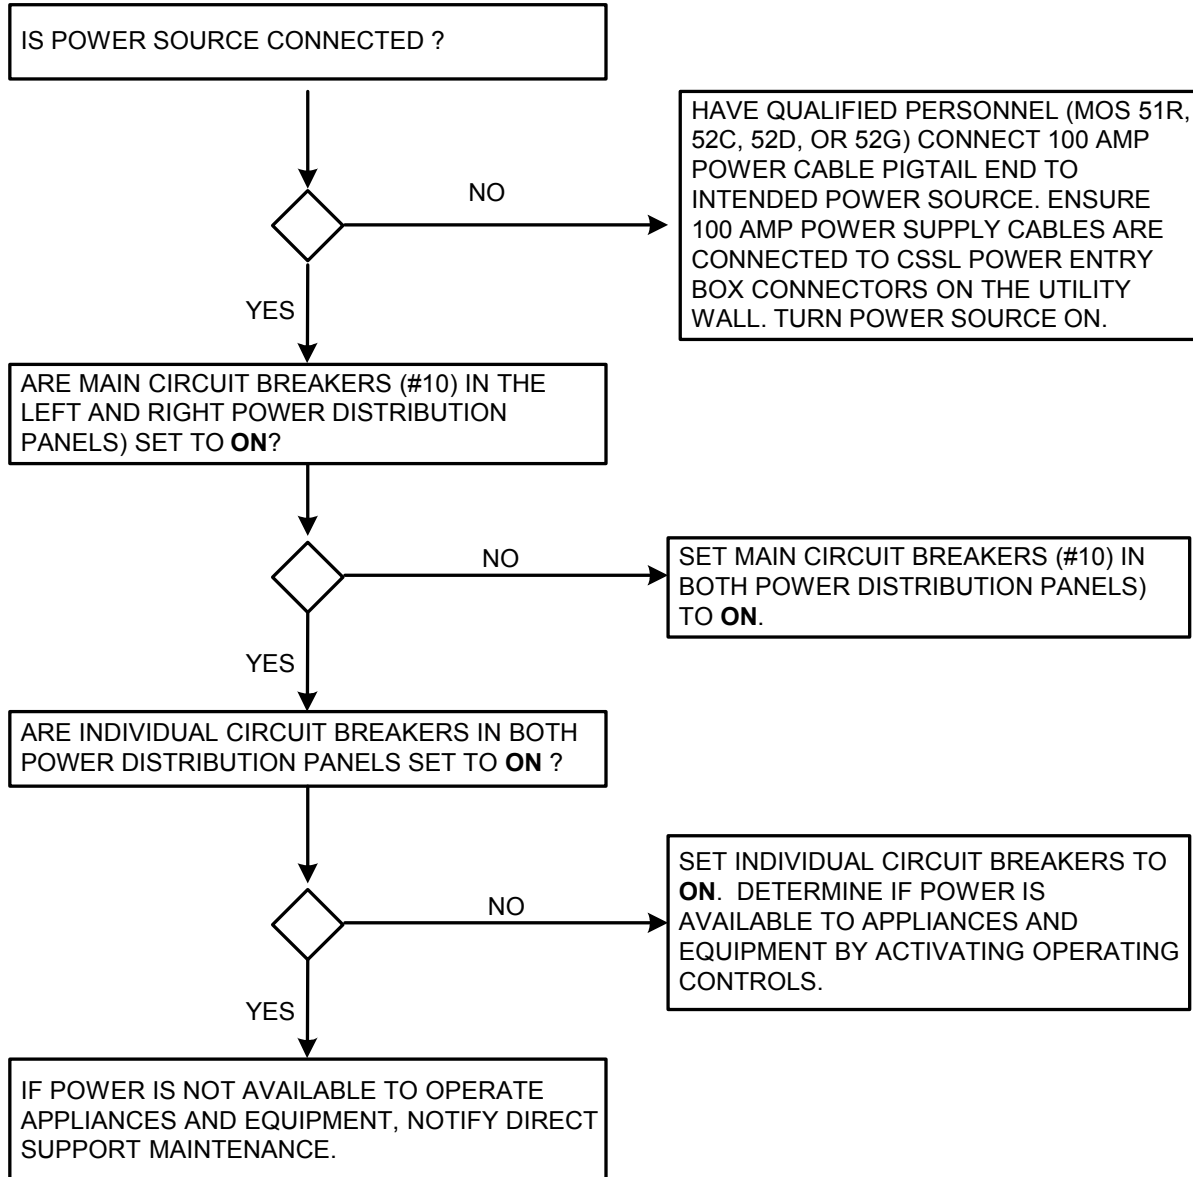 IS POWER SOURCE CONNECTED ?
HAVE QUALIFIED PERSONNEL (MOS 51R,
52C, 52D, OR 52G) CONNECT 100 AMP
POWER CABLE PIGTAIL END TO
INTENDED POWER SOURCE. ENSURE
100 AMP POWER SUPPLY CABLES ARE
CONNECTED TO CSSL POWER ENTRY
BOX CONNECTORS ON THE UTILITY
WALL. TURN POWER SOURCE ON.
NO
YES
ARE MAIN CIRCUIT BREAKERS (#10) IN THE
LEFT AND RIGHT POWER DISTRIBUTION
PANELS) SET TO ON?
NO
SET MAIN CIRCUIT BREAKERS (#10) IN
BOTH POWER DISTRIBUTION PANELS)
TO ON.
YES
ARE INDIVIDUAL CIRCUIT BREAKERS IN BOTH
POWER DISTRIBUTION PANELS SET TO ON ?
NO
SET INDIVIDUAL CIRCUIT BREAKERS TO
ON. DETERMINE IF POWER IS
AVAILABLE TO APPLIANCES AND
EQUIPMENT BY ACTIVATING OPERATING
CONTROLS.
YES
IF POWER IS NOT AVAILABLE TO OPERATE
APPLIANCES AND EQUIPMENT, NOTIFY DIRECT
SUPPORT MAINTENANCE.